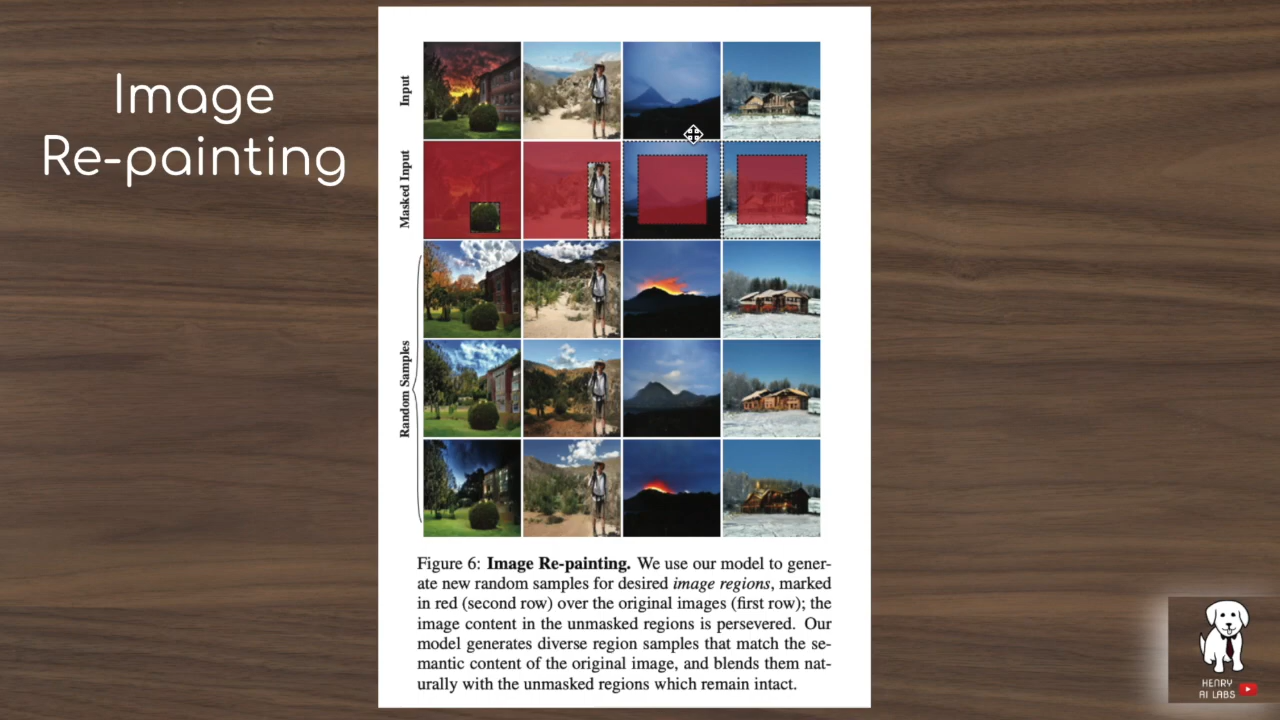 Image
Re-painting
Input
Masked Input
Random Samples
Figure 6: Image Re-painting. We use our model to gener-
ate new random samples for desired image regions, marked
in red (second row) over the original images (first row); the
image content in the unmasked regions is persevered. Our
model generates diverse region samples that match the se-
mantic content of the original image, and blends them nat-
urally with the unmasked regions which remain intact.
HENRY
AI LABS